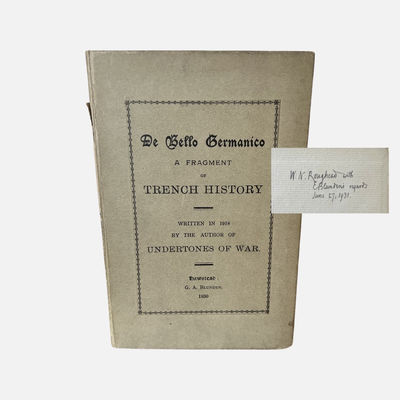 De Bello Germanico
A FRAGMENT
OF
TRENCH HISTORY
WRITTEN IN 1918
BY THE AUTHOR OF
UNDERTONES OF WAR.
Hawstead:
G. A. BLUNDEN
1930
W. N. Roughead with
E Blunden's regards
June 27, 1931.